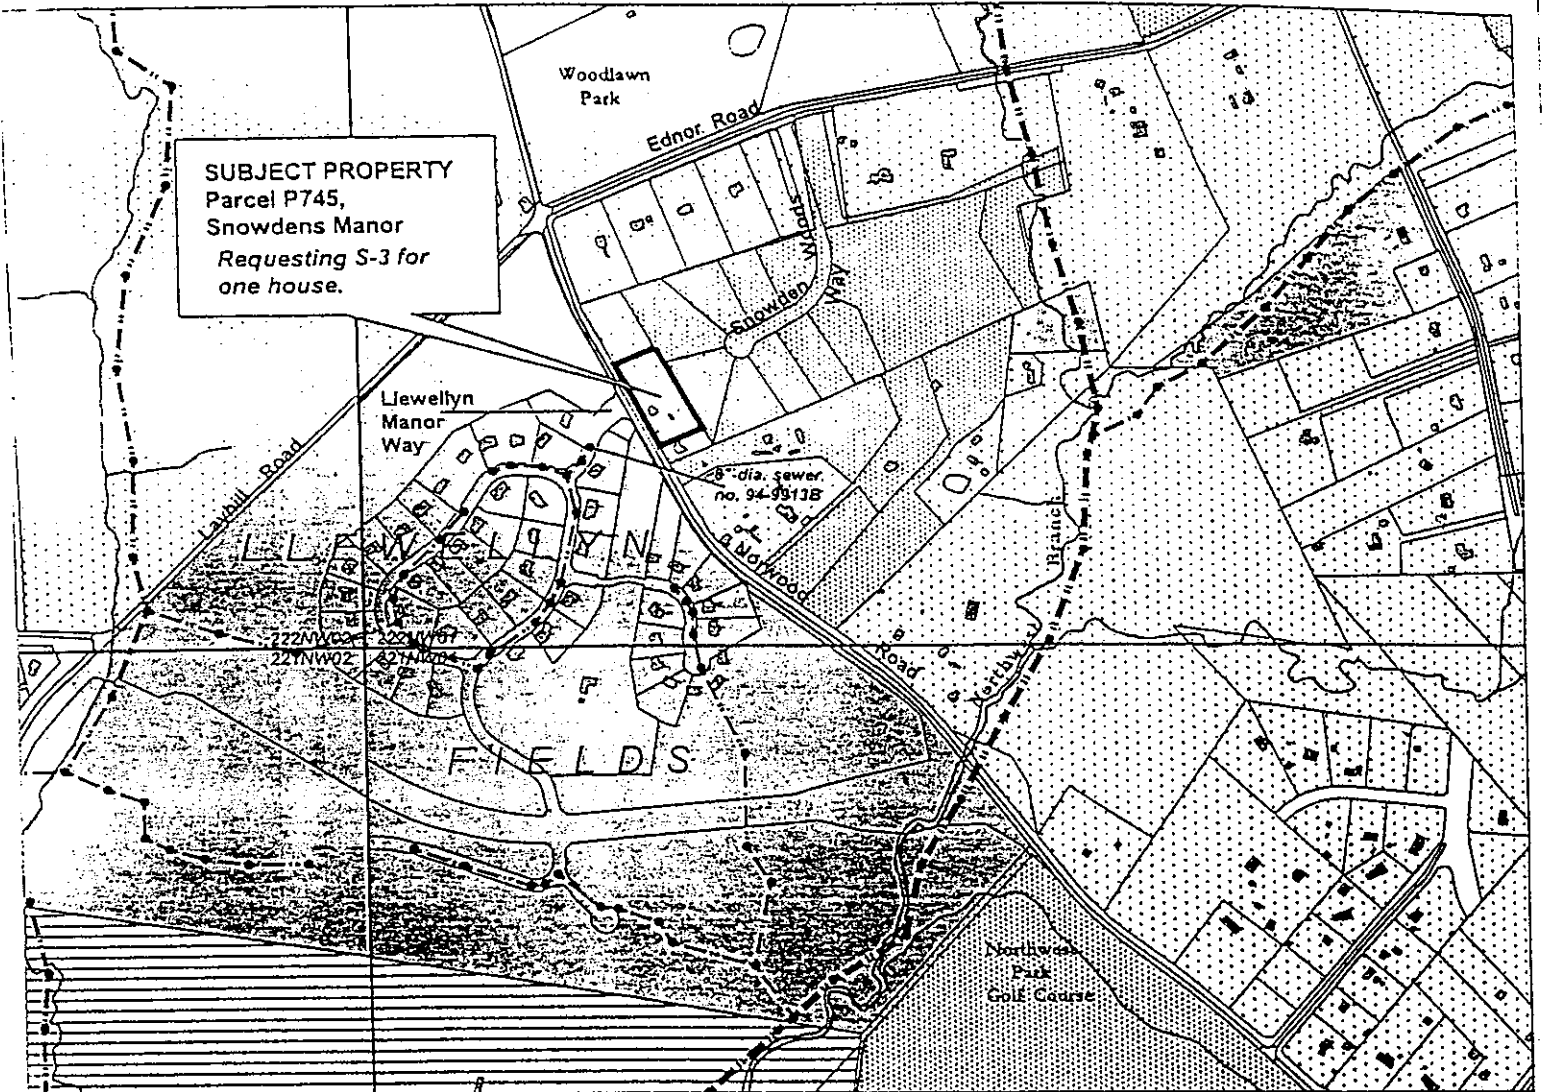 Woodlawn
Park
Ednor Road
SUBJECT PROPERTY
Parcel P745,
Snowdens Manor
Requesting S-3 for
one house.
Snowden
Woods
Way
Llewellyn
Manor
Way
Layhill Road
8"-dia. sewer
no. 94-9913B
LLEWELLYN
FIELDS
Norwood
Road
Northwest
Branch
222NW02
221NW02
Northwest
Park
Golf Course